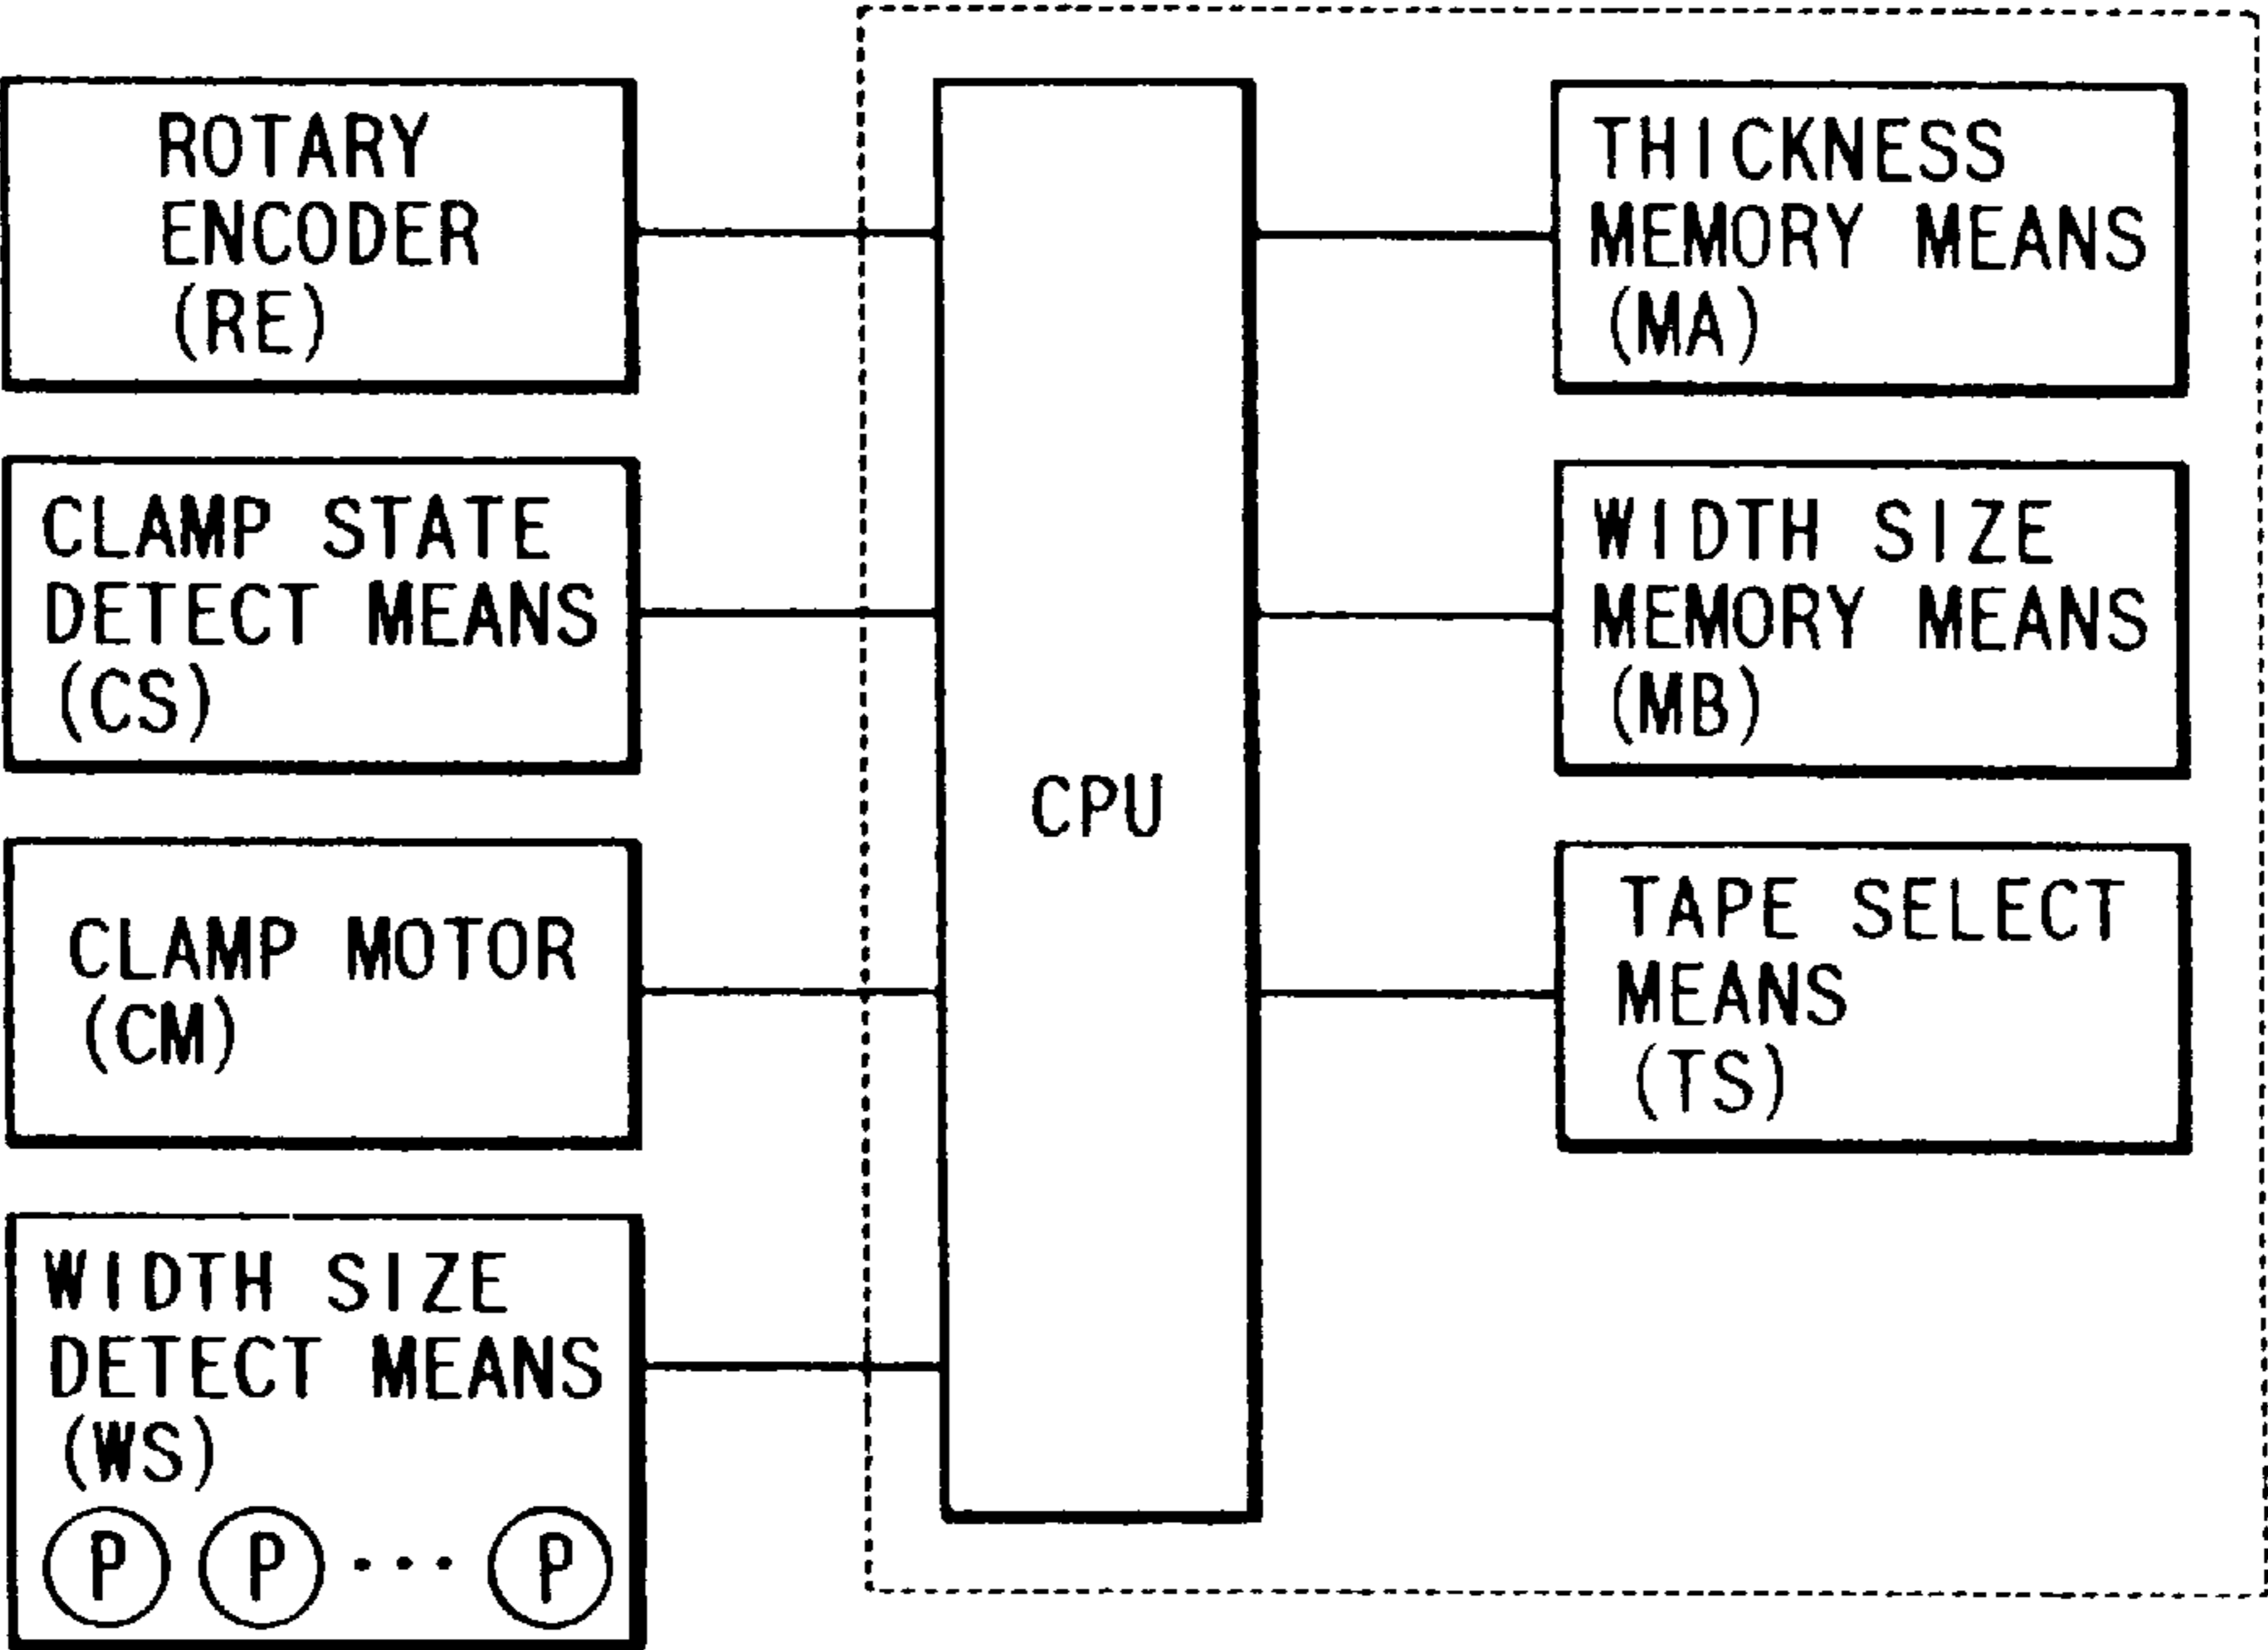 ROTARY
ENCODER
(RE)
CLAMP STATE
DETECT MEANS
(CS)
CLAMP MOTOR
(CM)
WIDTH SIZE
DETECT MEANS
(WS)
P P ... P
CPU
THICKNESS
MEMORY MEANS
(MA)
WIDTH SIZE
MEMORY MEANS
(MB)
TAPE SELECT
MEANS
(TS)